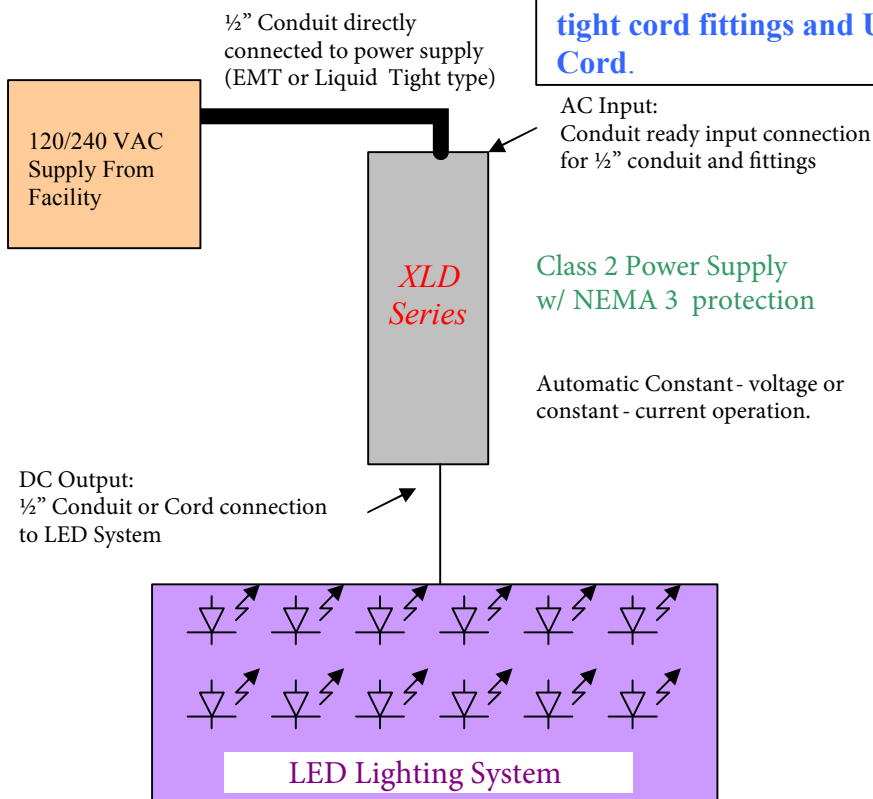 ½” Conduit directly
connected to power supply
(EMT or Liquid Tight type)
tight cord fittings and
Cord.
120/240 VAC
Supply From
Facility
AC Input:
Conduit ready input connection
for ½” conduit and fittings
XLD
Series
Class 2 Power Supply
w/ NEMA 3 protection
Automatic Constant - voltage or
constant - current operation.
DC Output:
½” Conduit or Cord connection
to LED System
LED Lighting System